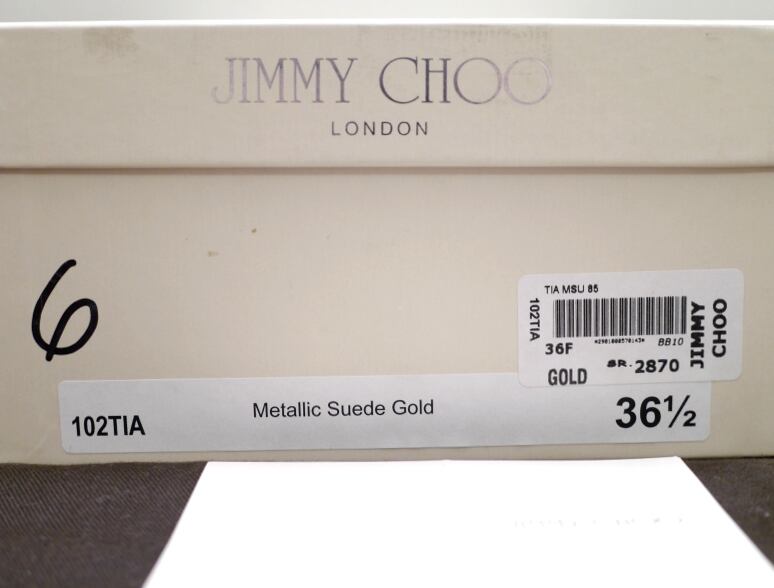 JIMMY CHOO
LONDON
6
TIA MSU 85
102TIA
*2901000570143*
BB10
36F
SR. 2870
GOLD
JIMMY
CHOO
102TIA
Metallic Suede Gold
36½